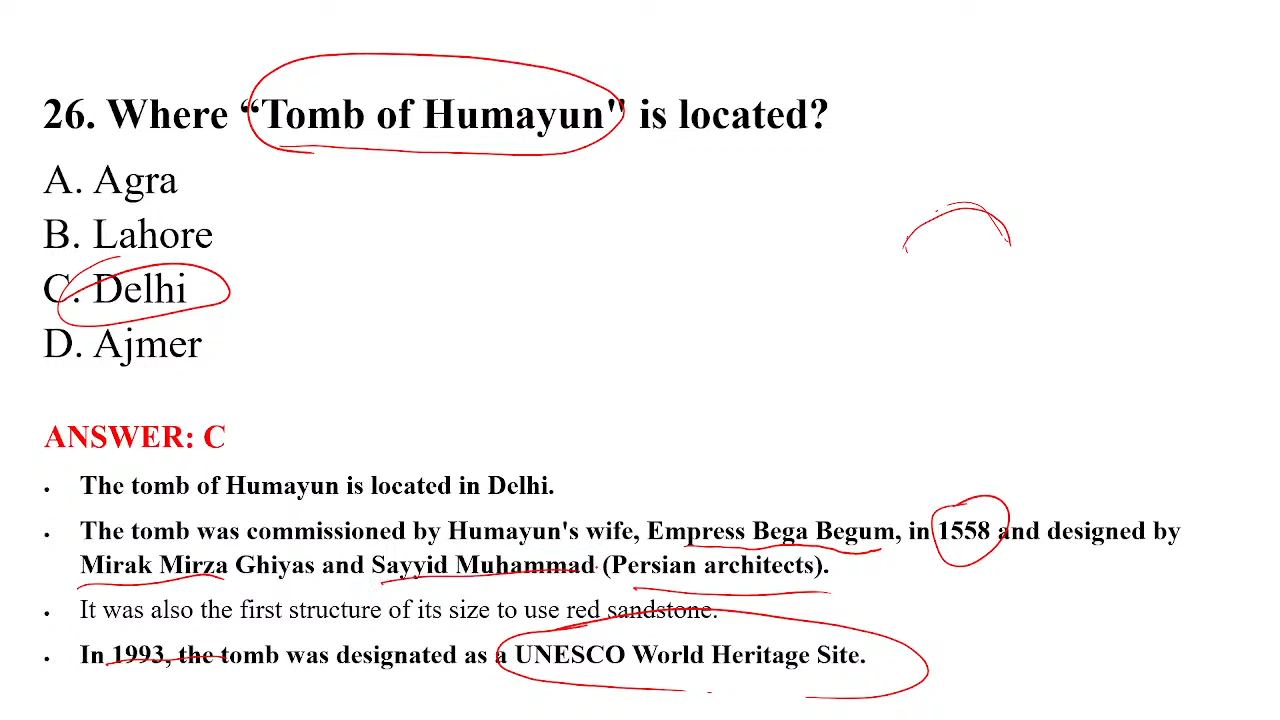 26. Where “Tomb of Humayun" is located?
A. Agra
B. Lahore
C. Delhi
D. Ajmer
ANSWER: C
• The tomb of Humayun is located in Delhi.
• The tomb was commissioned by Humayun's wife, Empress Bega Begum, in 1558 and designed by
Mirak Mirza Ghiyas and Sayyid Muhammad (Persian architects).
• It was also the first structure of its size to use red sandstone.
• In 1993, the tomb was designated as a UNESCO World Heritage Site.